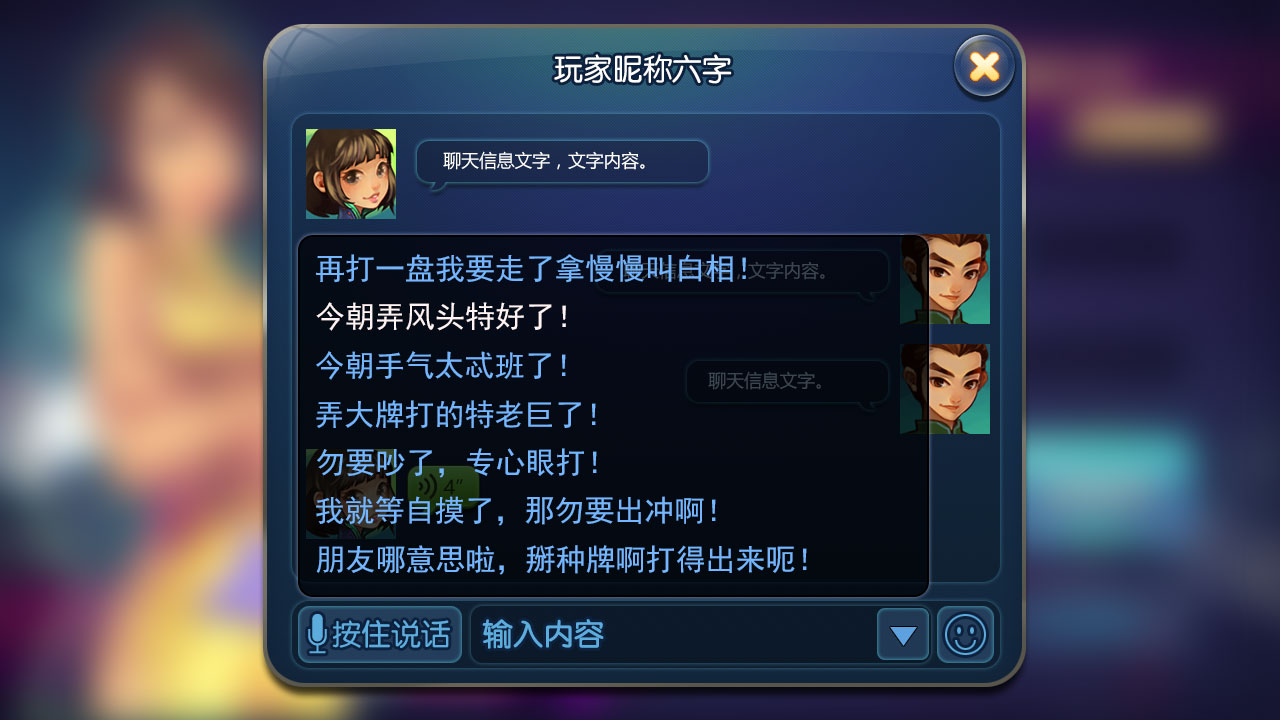 玩家昵称六字
聊天信息文字，文字内容。
文字内容。
再打一盘我要走了拿慢慢叫白相！
今朝弄风头特好了！
今朝手气太忒班了！
聊天信息文字。
弄大牌打的特老巨了！
勿要吵了，专心眼打！
4"
我就等自摸了，那勿要出冲啊！
朋友哪意思啦，掰种牌啊打得出来呃！
按住说话
输入内容